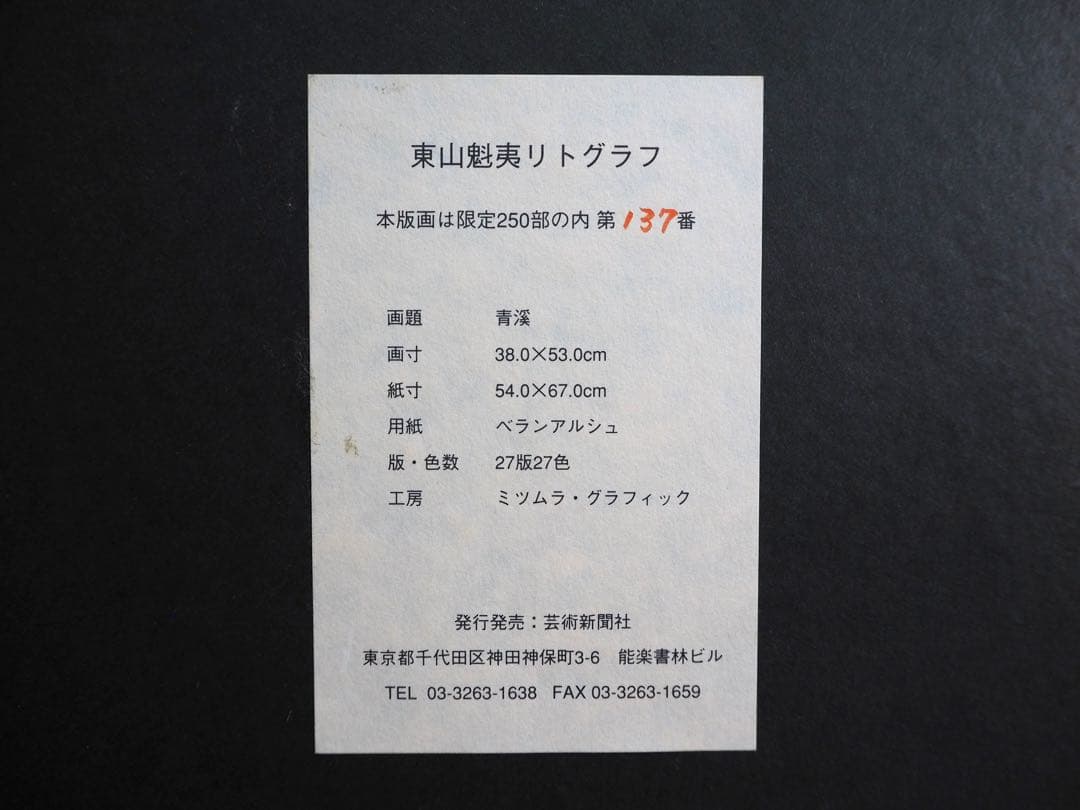 東山魁夷リトグラフ
本版画は限定250部の内 第137番
画題 青溪
画寸 38.0×53.0cm
紙寸 54.0×67.0cm
用紙 ベランアルシュ
版・色数 27版27色
工房 ミツムラ・グラフィック
発行発売：芸術新聞社
東京都千代田区神田神保町3-6 能楽書林ビル
TEL 03-3263-1638 FAX 03-3263-1659